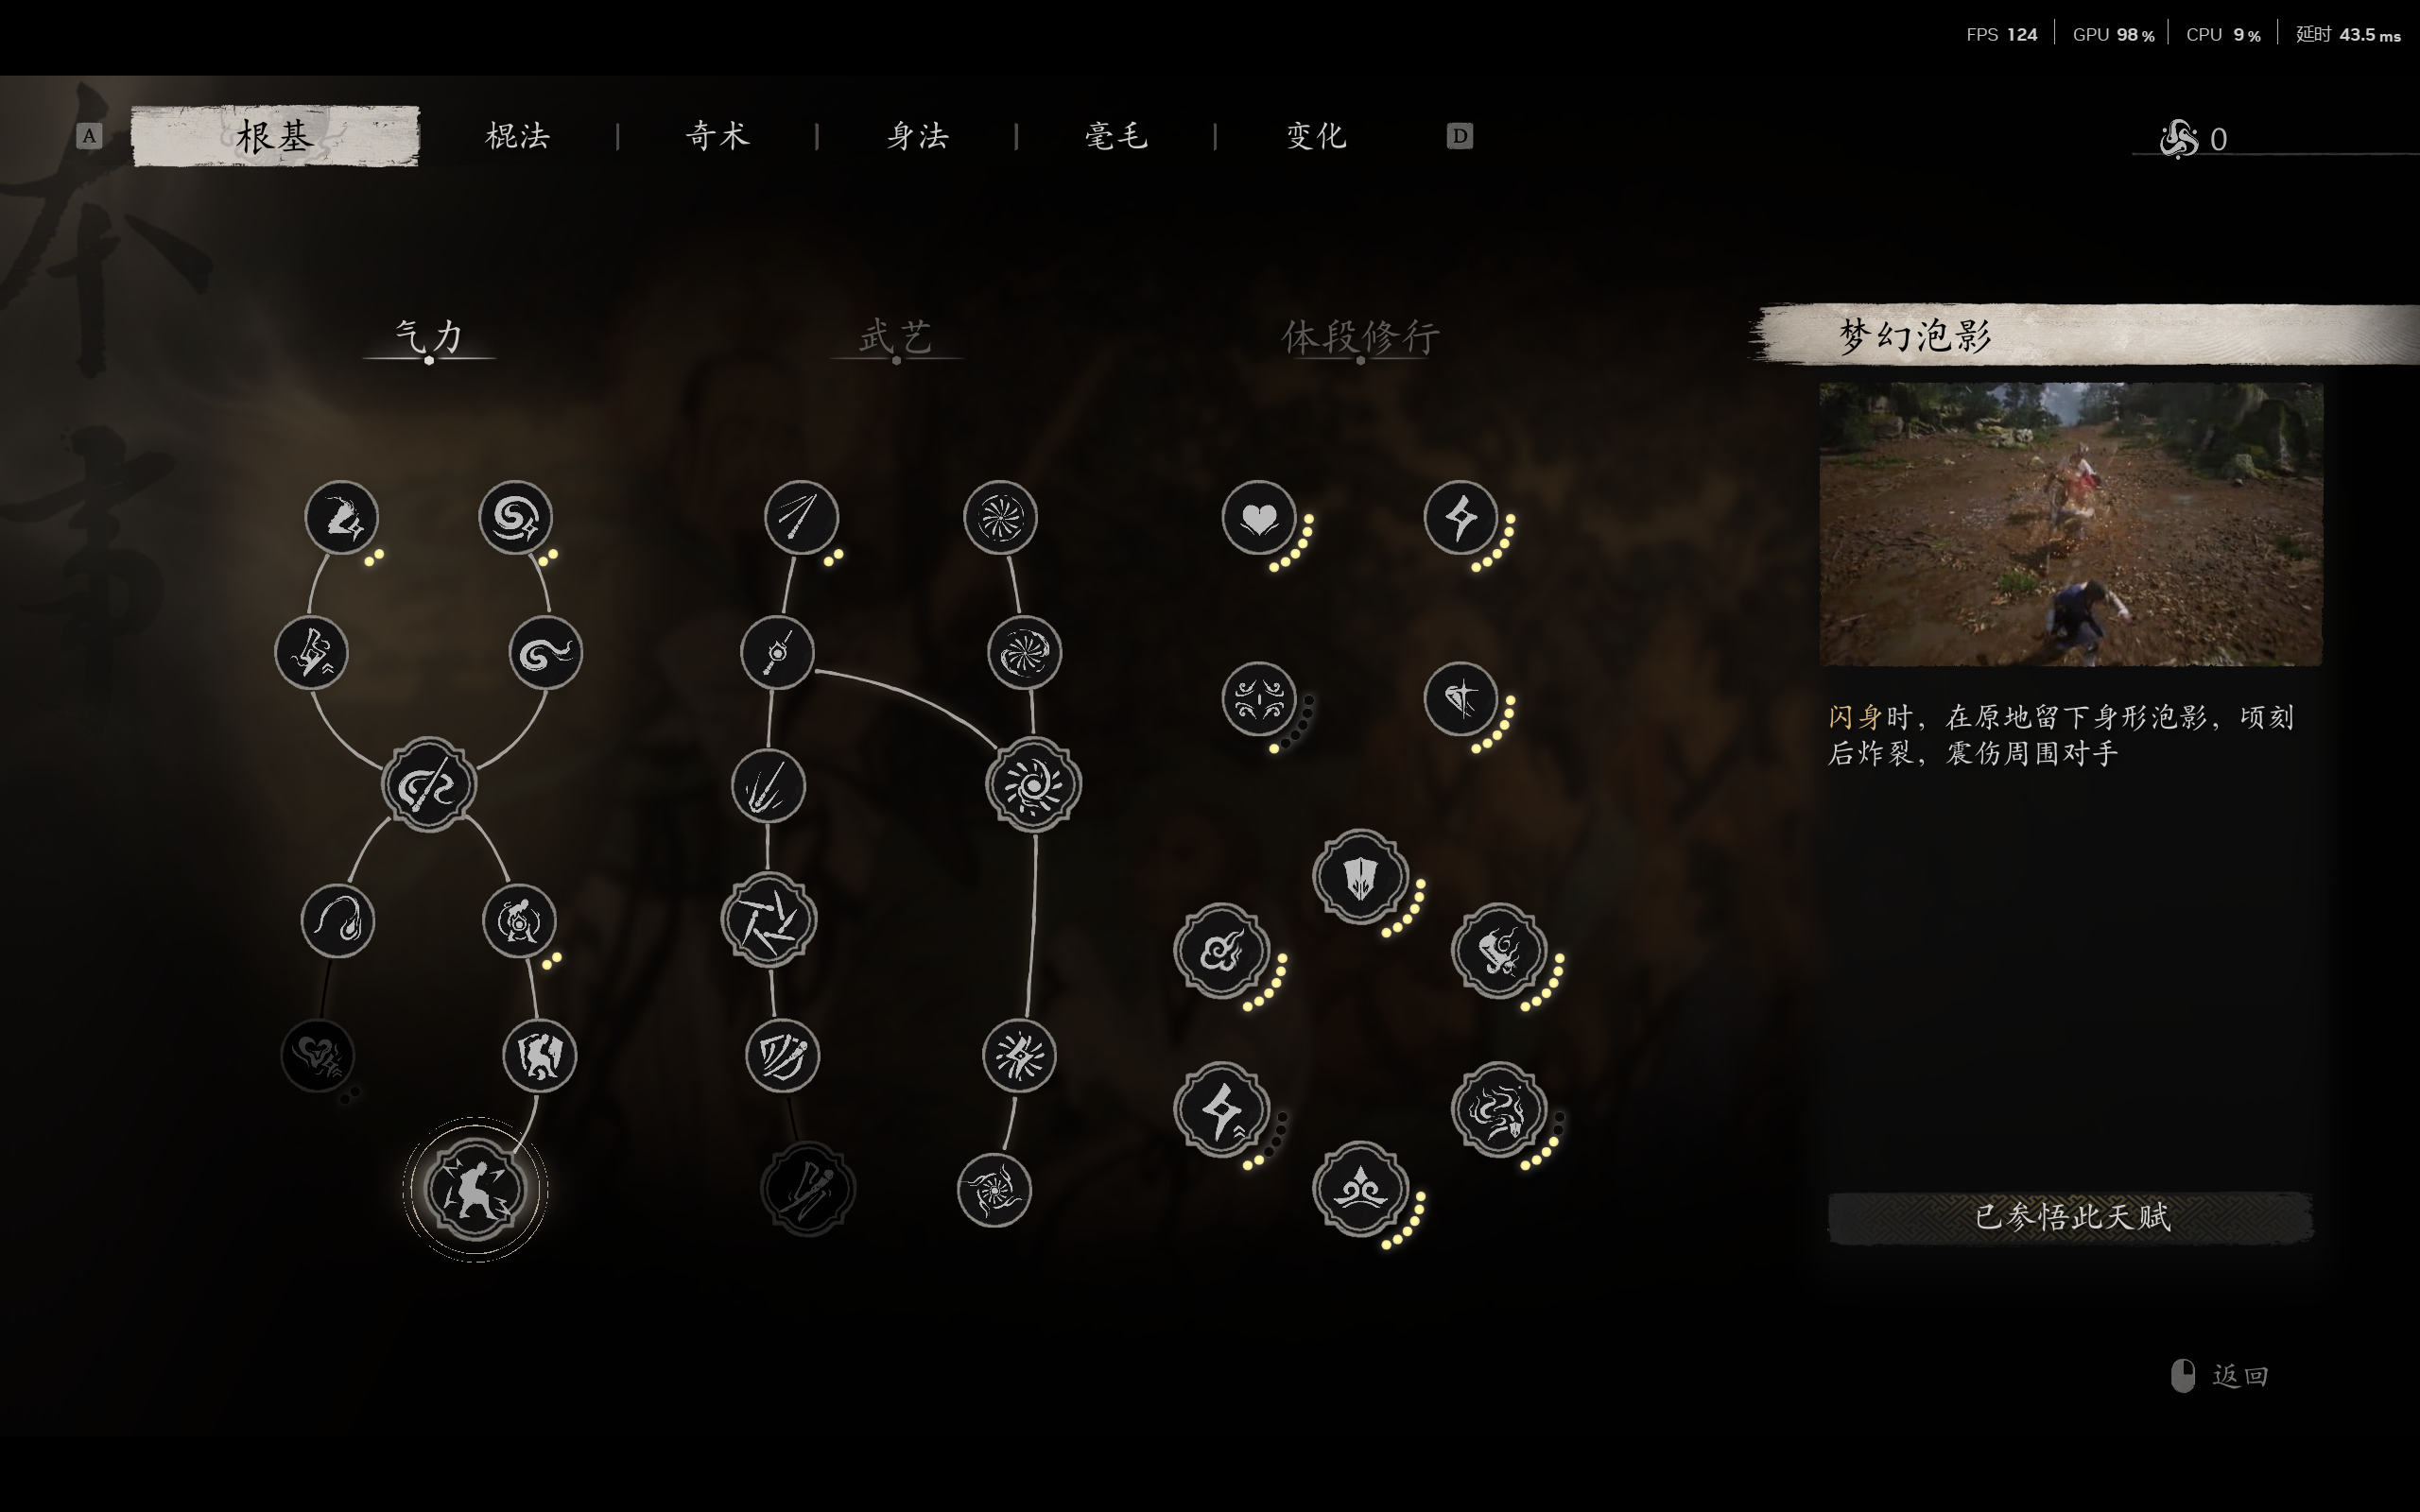 FPS 124 GPU 98 % CPU 9 % 延时 43.5 ms
A 根基 棍法 奇术 身法 毫毛 变化 D 0
本事
气力 武艺 体段修行
梦幻泡影
闪身时，在原地留下身形泡影，顷刻
后炸裂，震伤周围对手
已参悟此天赋
返回